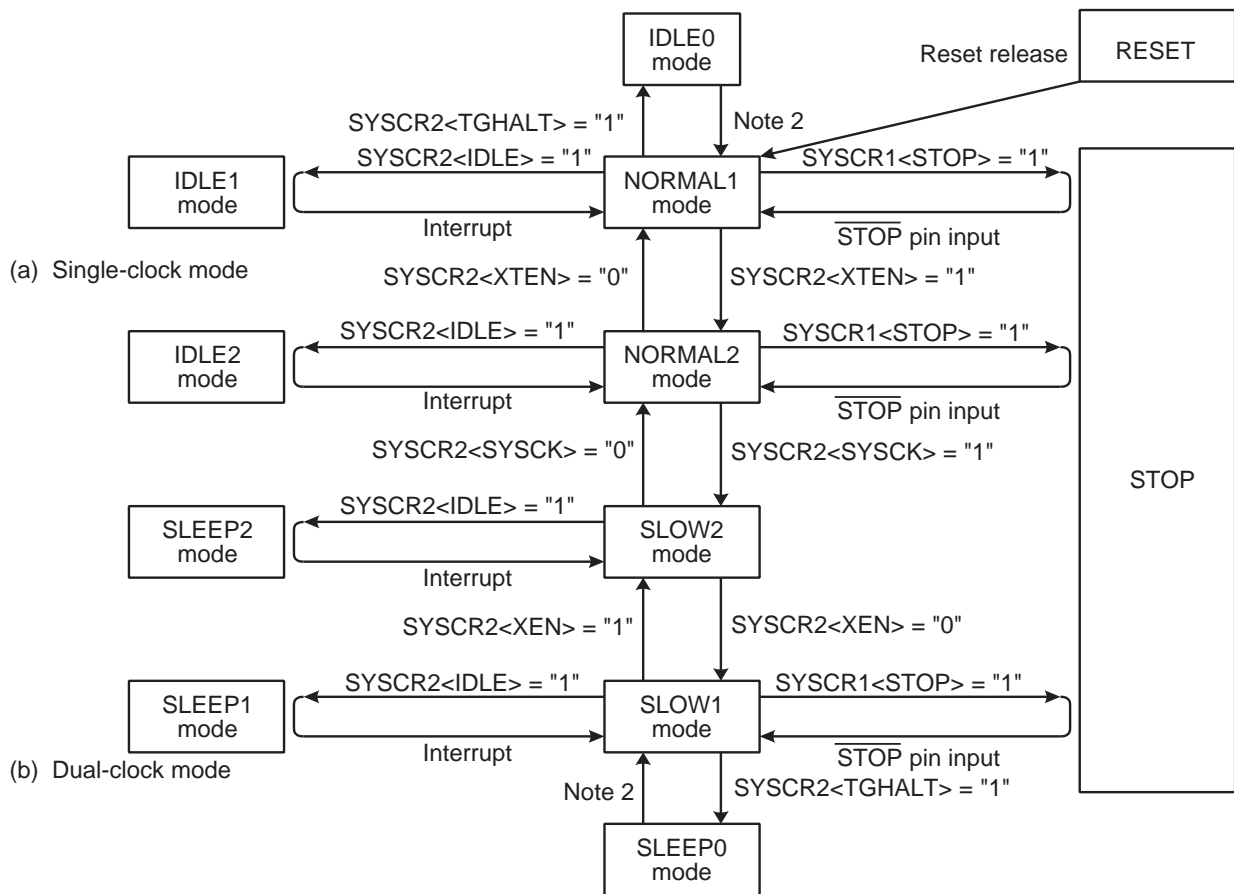 IDLE0
mode
Reset release
RESET
SYSCR2<TGHALT> = "1"
Note 2
SYSCR2<IDLE> = "1"
SYSCR1<STOP> = "1"
IDLE1
mode
NORMAL1
mode
Interrupt
STOP pin input
(a) Single-clock mode
SYSCR2<XTEN> = "0"
SYSCR2<XTEN> = "1"
SYSCR2<IDLE> = "1"
SYSCR1<STOP> = "1"
IDLE2
mode
NORMAL2
mode
Interrupt
STOP pin input
SYSCR2<SYSCK> = "0"
SYSCR2<SYSCK> = "1"
STOP
SYSCR2<IDLE> = "1"
SLEEP2
mode
SLOW2
mode
Interrupt
SYSCR2<XEN> = "1"
SYSCR2<XEN> = "0"
SYSCR2<IDLE> = "1"
SYSCR1<STOP> = "1"
SLEEP1
mode
SLOW1
mode
Interrupt
STOP pin input
(b) Dual-clock mode
Note 2
SYSCR2<TGHALT> = "1"
SLEEP0
mode